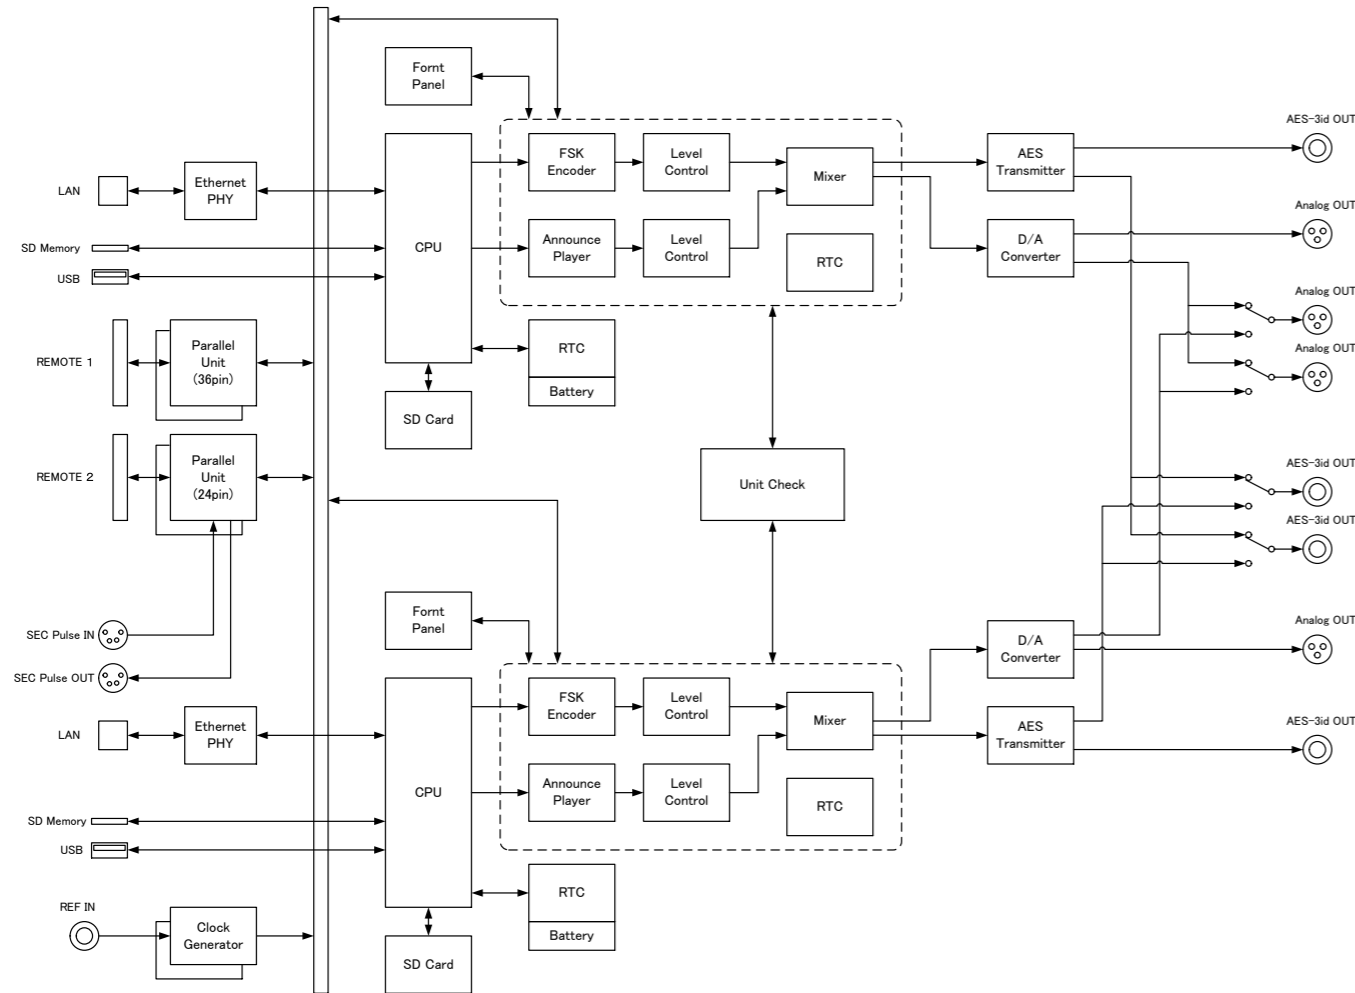 Fornt
Panel
AES-3id OUT
FSK
Encoder
Level
Control
Mixer
AES
Transmitter
LAN
Ethernet
PHY
CPU
Analog OUT
SD Memory
Announce
Player
Level
Control
RTC
D/A
Converter
USB
Analog OUT
REMOTE 1
Parallel
Unit
(36pin)
RTC
Battery
Analog OUT
SD Card
REMOTE 2
Parallel
Unit
(24pin)
Unit Check
AES-3id OUT
AES-3id OUT
Fornt
Panel
SEC Pulse IN
D/A
Converter
Analog OUT
SEC Pulse OUT
FSK
Encoder
Level
Control
Mixer
AES
Transmitter
AES-3id OUT
LAN
Ethernet
PHY
CPU
Announce
Player
Level
Control
RTC
SD Memory
USB
RTC
Battery
REF IN
Clock
Generator
SD Card